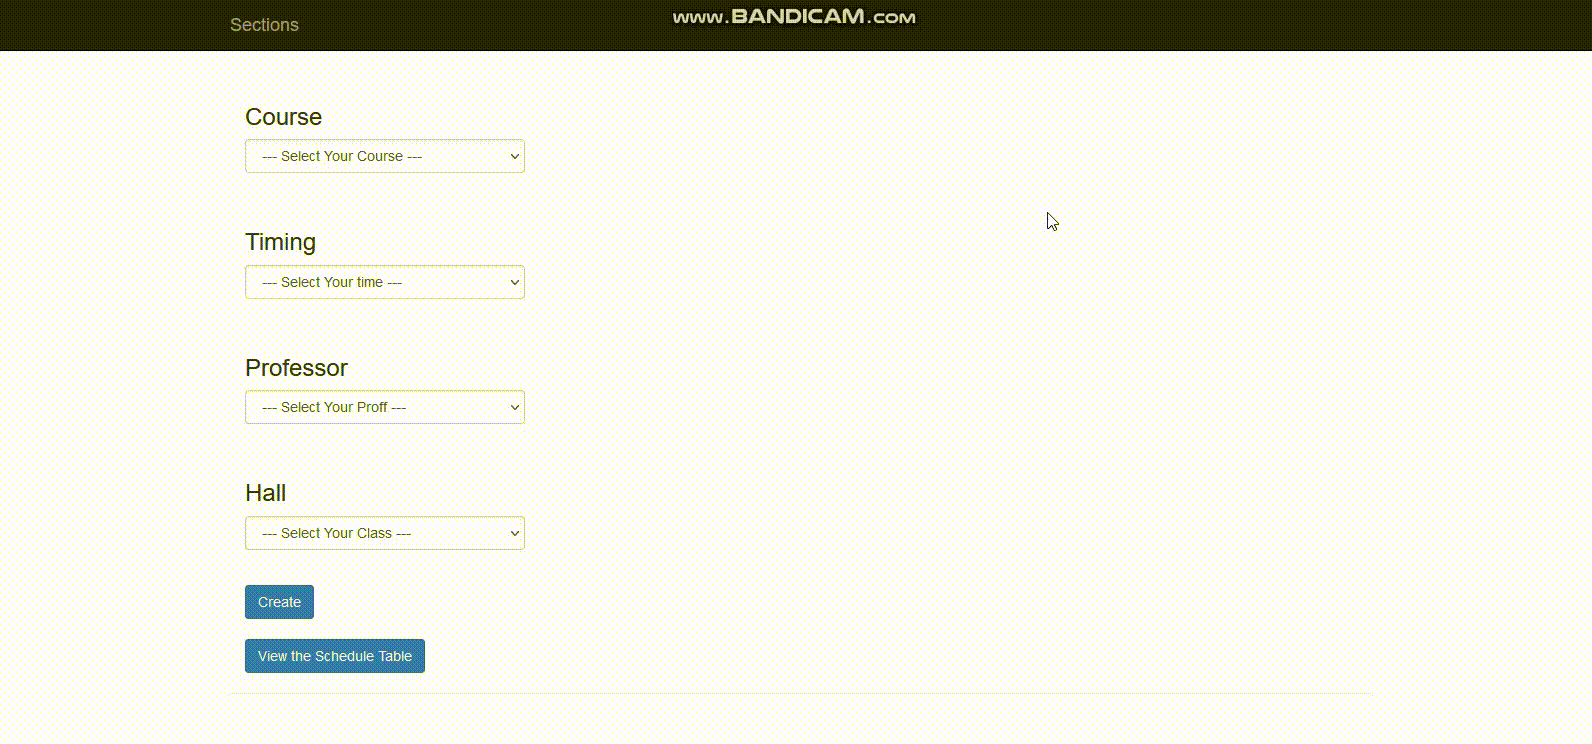 www.BANDICAM.com
Sections
Course
--- Select Your Course ---
Timing
--- Select Your time ---
Professor
--- Select Your Proff ---
Hall
--- Select Your Class ---
Create
View the Schedule Table